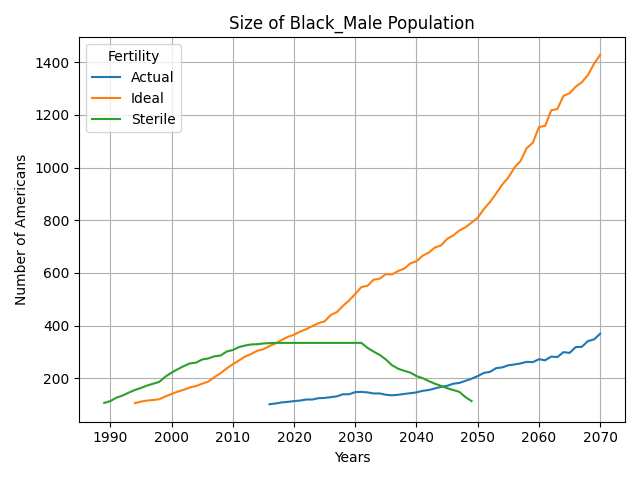 Size of Black_Male Population
Fertility
Actual
Ideal
Sterile
Number of Americans
1400
1200
1000
800
600
400
200
1990 2000 2010 2020 2030 2040 2050 2060 2070
Years